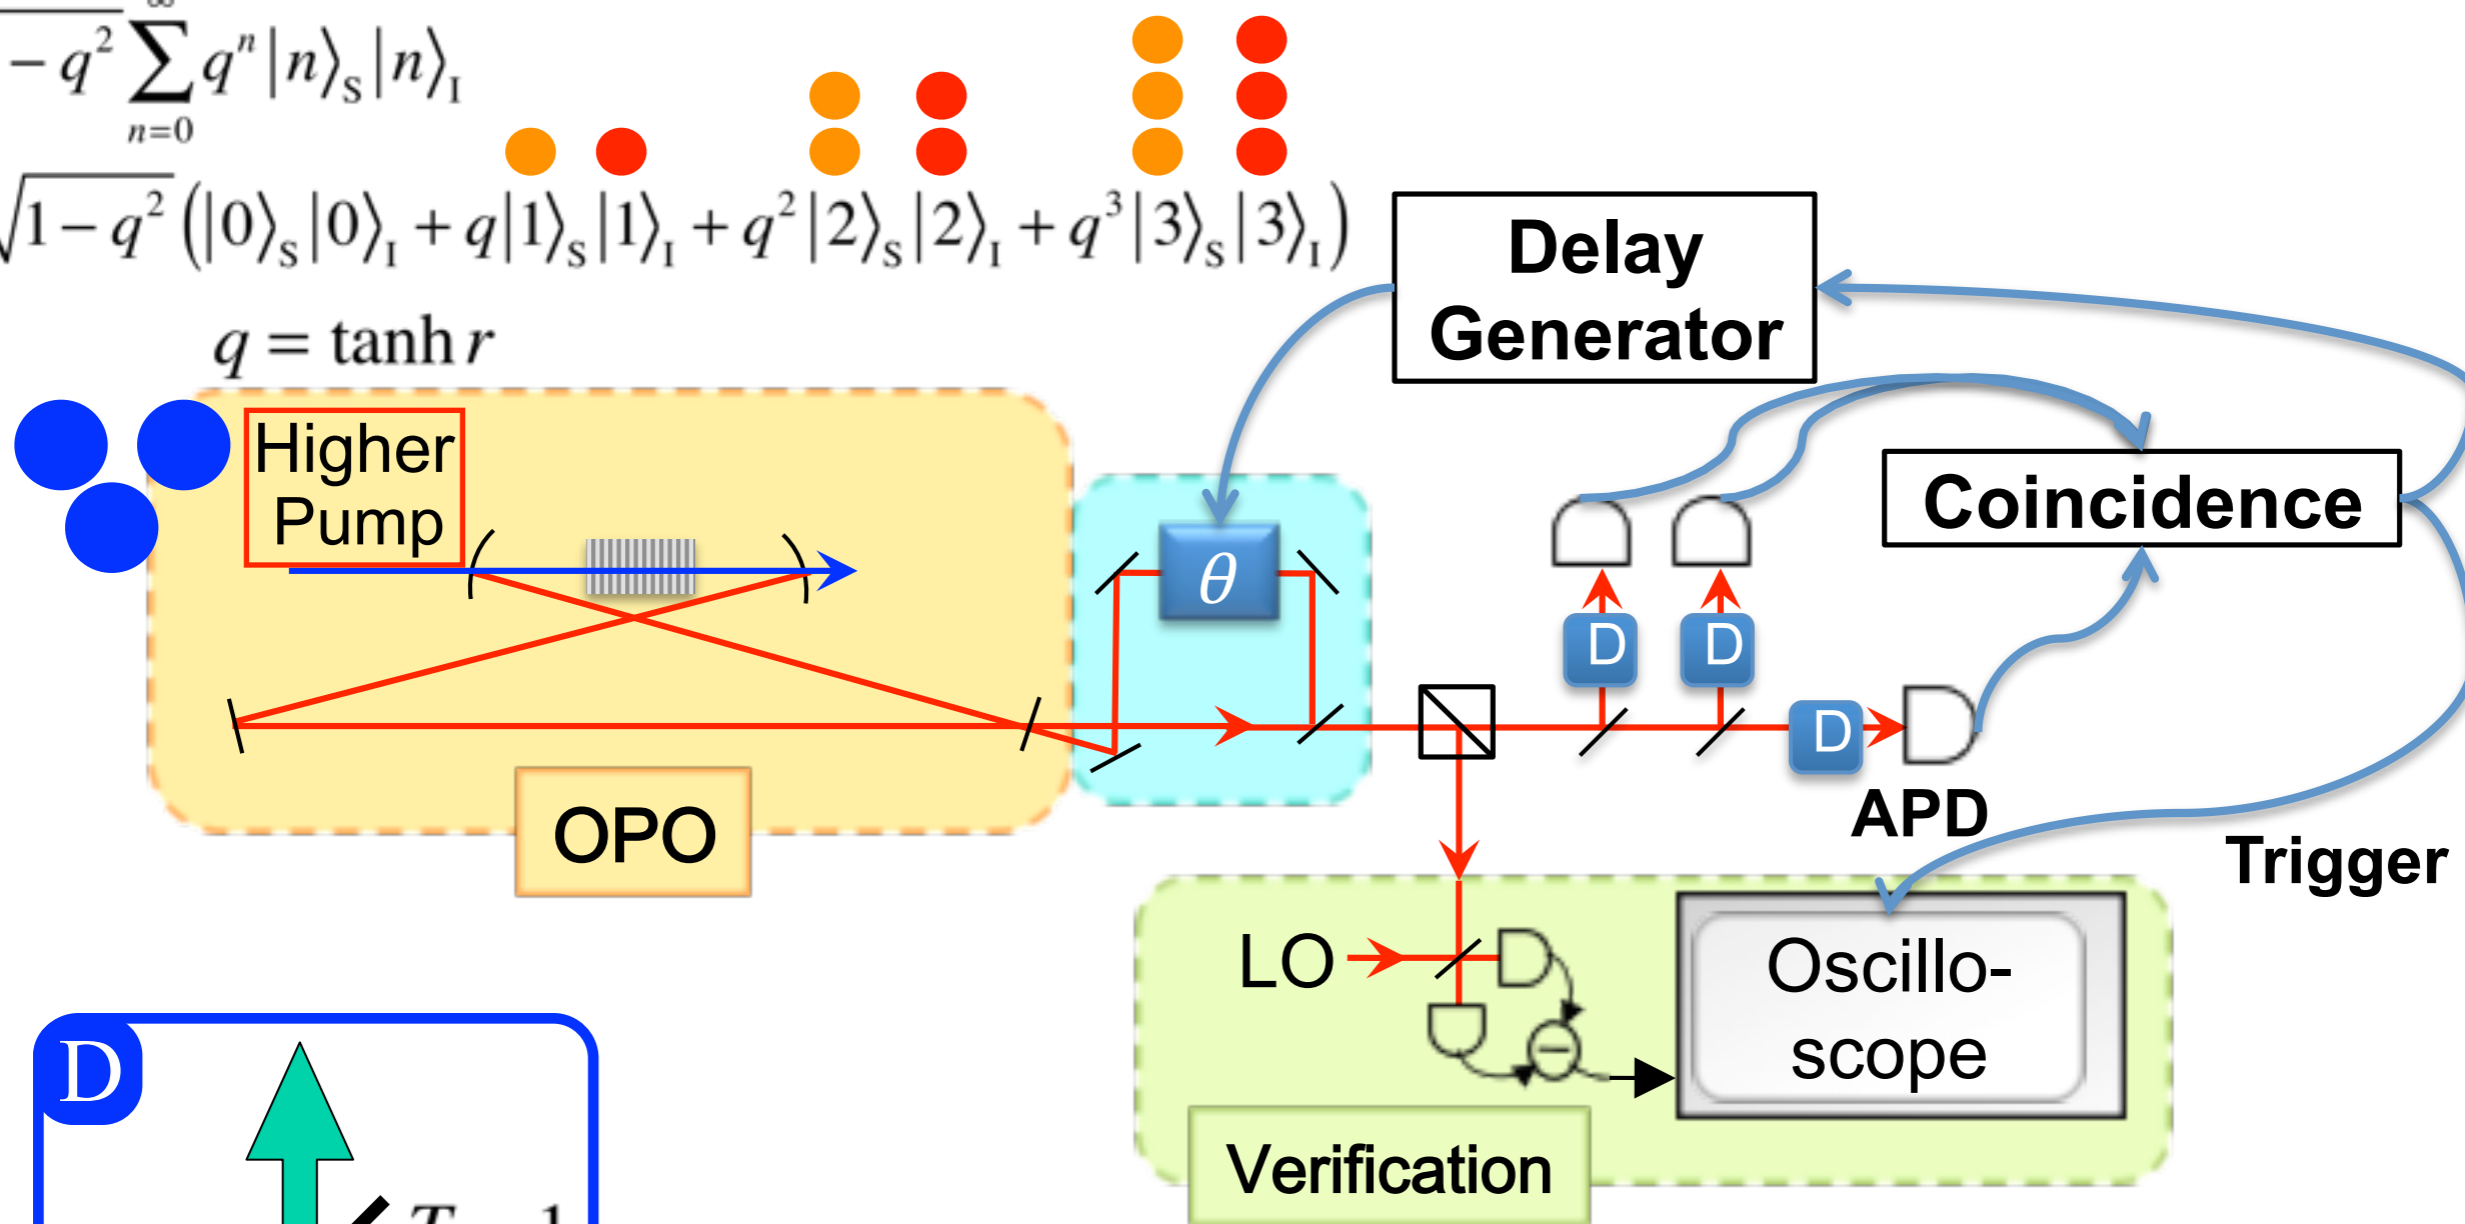 − q² ∑ qⁿ |n⟩_S |n⟩_I
n=0
√1 − q² (|0⟩_S |0⟩_I + q|1⟩_S |1⟩_I + q² |2⟩_S |2⟩_I + q³ |3⟩_S |3⟩_I)
q = tanh r
Delay
Generator
Higher
Pump
Coincidence
θ
D
D
D
APD
OPO
Trigger
LO
Oscillo-
scope
Verification
D